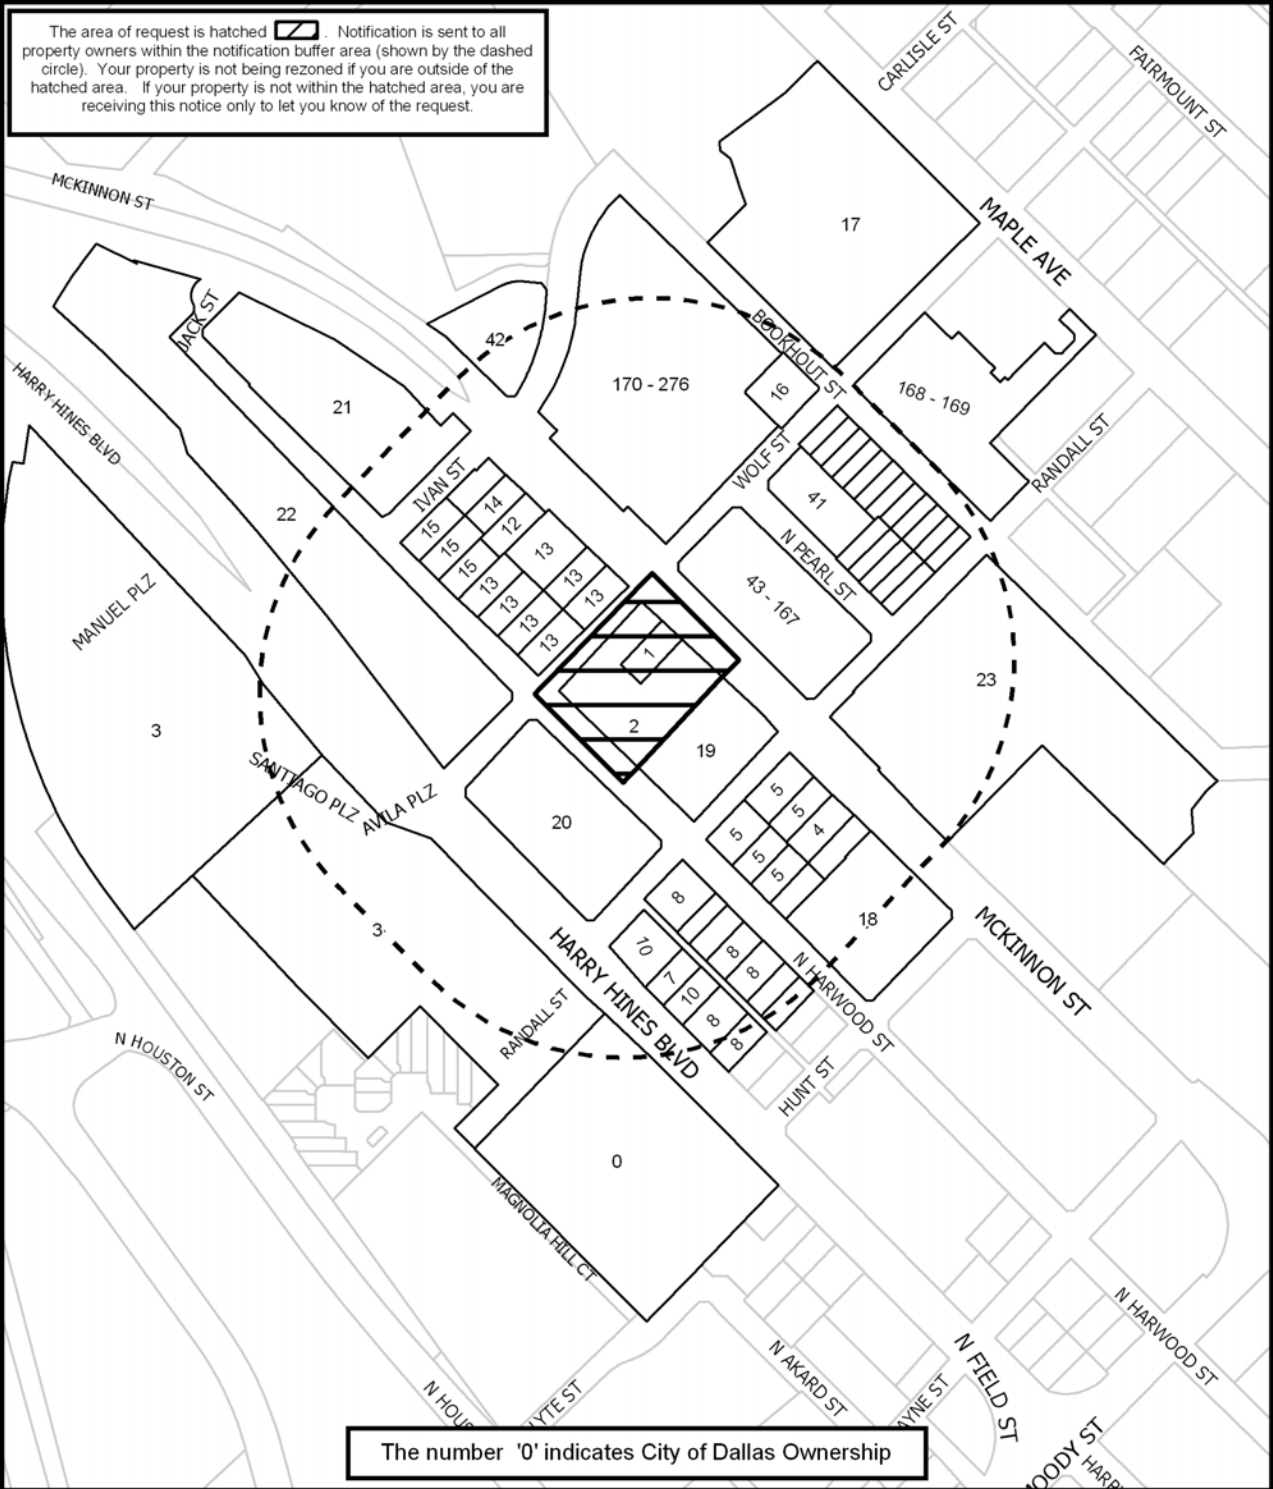 The area of request is hatched . Notification is sent to all
property owners within the notification buffer area (shown by the dashed
circle). Your property is not being rezoned if you are outside of the
hatched area. If your property is not within the hatched area, you are
receiving this notice only to let you know of the request.
CARLISLE ST
FAIRMOUNT ST
MCKINNON ST
MAPLE AVE
17
JACK ST
BOOKHOUT ST
42
HARRY HINES BLVD
170 - 276
16
168 - 169
21
RANDALL ST
WOLF ST
IVAN ST
14
41
22
15
12
15
13
N PEARL ST
15
13
13
13
43 - 167
MANUEL PLZ
13
13
13
1
23
3
2
19
SANTIAGO PLZ
AVILA PLZ
5
5
4
20
5
5
5
8
18
3
10
8
8
7
10
8
8
HARRY HINES BLVD
N HARWOOD ST
MCKINNON ST
RANDALL ST
N HOUSTON ST
HUNT ST
0
MAGNOLIA HILL CT
N HARWOOD ST
N AKARD ST
N FIELD ST
N HOUS
LYTE ST
AYNE ST
OODY ST
HARRY
The number '0' indicates City of Dallas Ownership